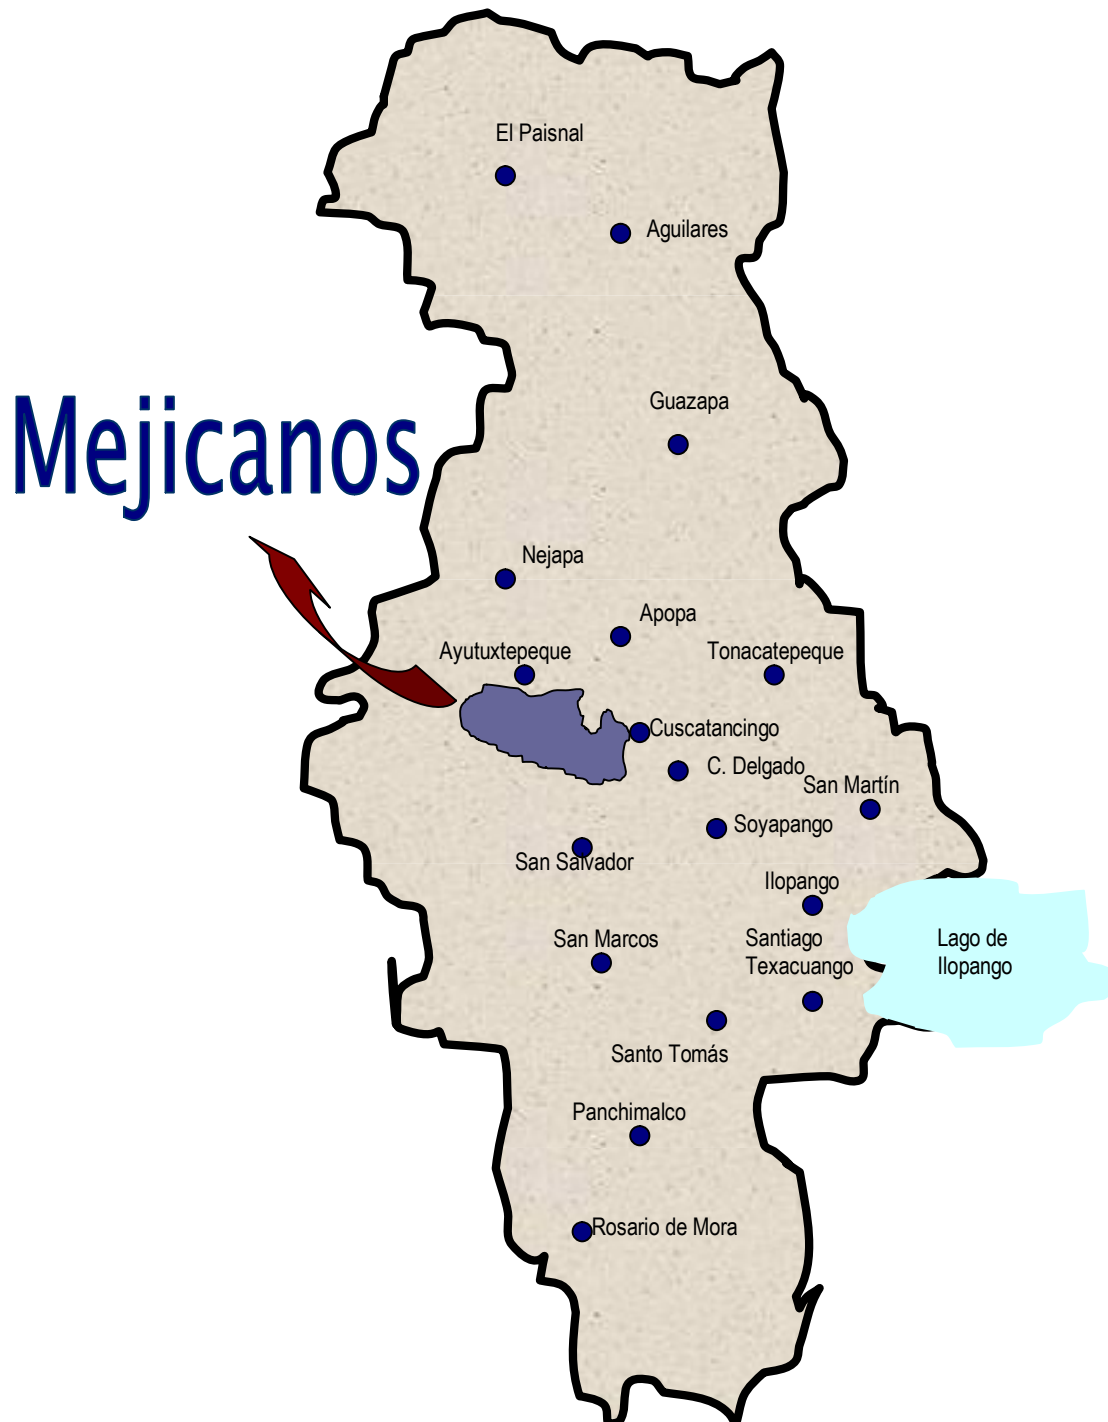 El Paisnal
Aguilares
Guazapa
Mejicanos
Nejapa
Apopa
Ayutuxtepeque
Tonacatepeque
Cuscatancingo
C. Delgado
San Martín
Soyapango
San Salvador
Ilopango
San Marcos
Santiago
Texacuango
Lago de
Ilopango
Santo Tomás
Panchimalco
Rosario de Mora